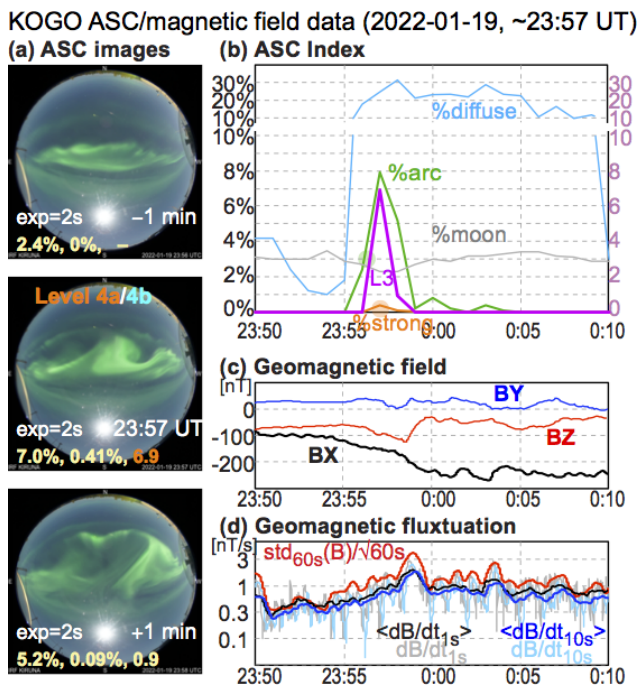 KOGO ASC/magnetic field data (2022-01-19, ~23:57 UT)
(a) ASC images
exp=2s −1 min
2.4%, 0%, −
Level 4a/4b
exp=2s 23:57 UT
7.0%, 0.41%, 6.9
exp=2s +1 min
5.2%, 0.09%, 0.9
(b) ASC Index
30%
20%
10%
10%
8%
6%
4%
2%
0%
30
20
10
8
6
4
2
0
%diffuse
%arc
%moon
L3
%strong
23:50 23:55 0:00 0:05 0:10
(c) Geomagnetic field
[nT]
0
-100
-200
BY
BZ
BX
23:50 23:55 0:00 0:05 0:10
(d) Geomagnetic fluxtuation
[nT/s]
3
1
0.3
0.1
std60s(B)/√60s
<dB/dt1s> <dB/dt10s>
dB/dt1s dB/dt10s
23:50 23:55 0:00 0:05 0:10